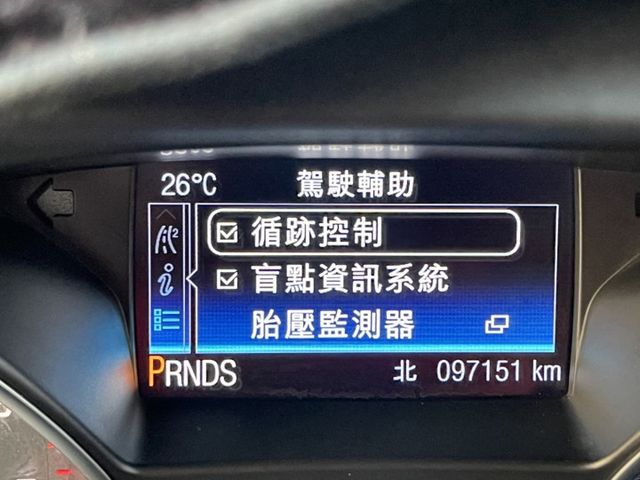 26°C 駕駛輔助
循跡控制
盲點資訊系統
胎壓監測器
PRNDS 北 097151 km